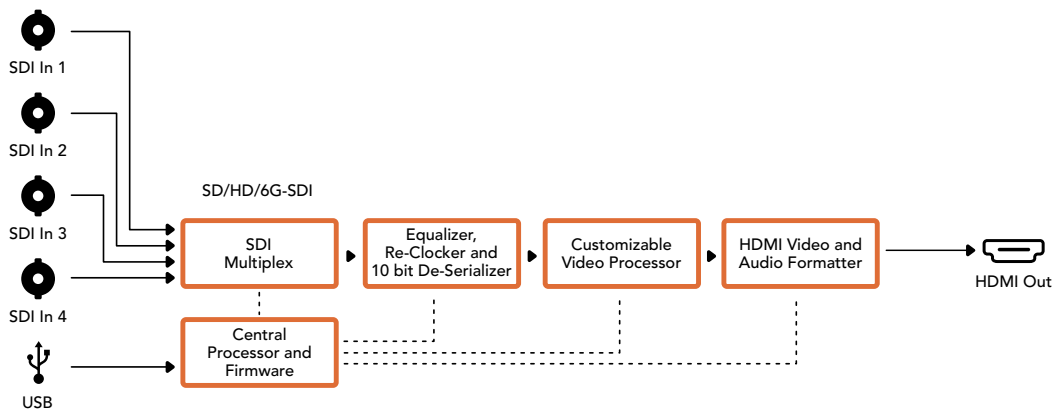 SDI In 1
SDI In 2
SDI In 3
SDI In 4
USB
SD/HD/6G-SDI
SDI
Multiplex
Equalizer,
Re-Clocker and
10 bit De-Serializer
Customizable
Video Processor
HDMI Video and
Audio Formatter
HDMI Out
Central
Processor and
Firmware